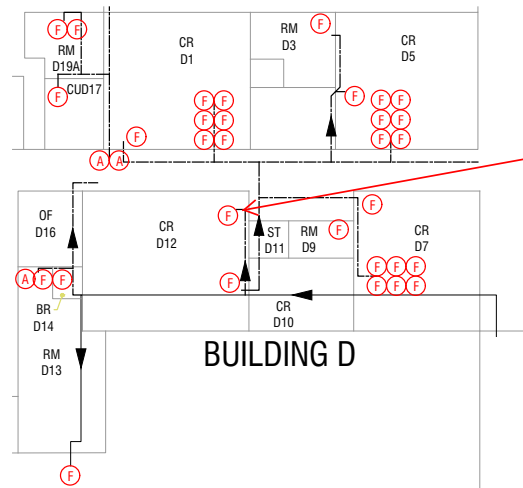 F F
F
CR
D1
RM
D3
CR
D5
RM
D19A
F
CUD17
F
F F
F F
F F
F F
F F
F F
F
A A
F
F
OF
D16
CR
D12
ST
D11
RM
D9
F
CR
D7
A F F
F
F F F
F F F
BR
D14
CR
D10
RM
D13
BUILDING D
F